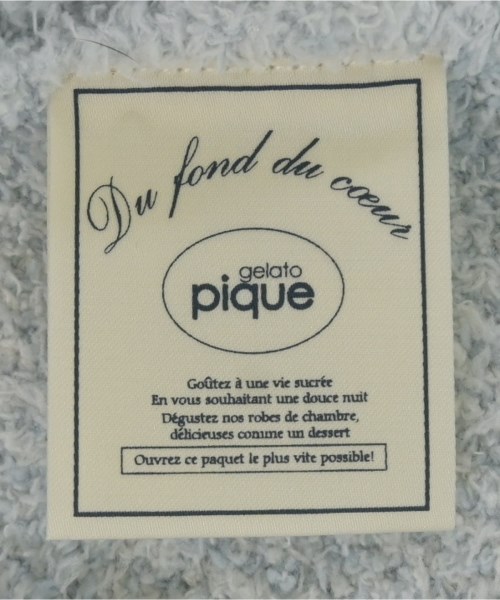 Du fond du cœur
gelato
pique
Goûtez à une vie sucrée
En vous souhaitant une douce nuit
Dégustez nos robes de chambre,
délicieuses comme un dessert
Ouvrez ce paquet le plus vite possible!